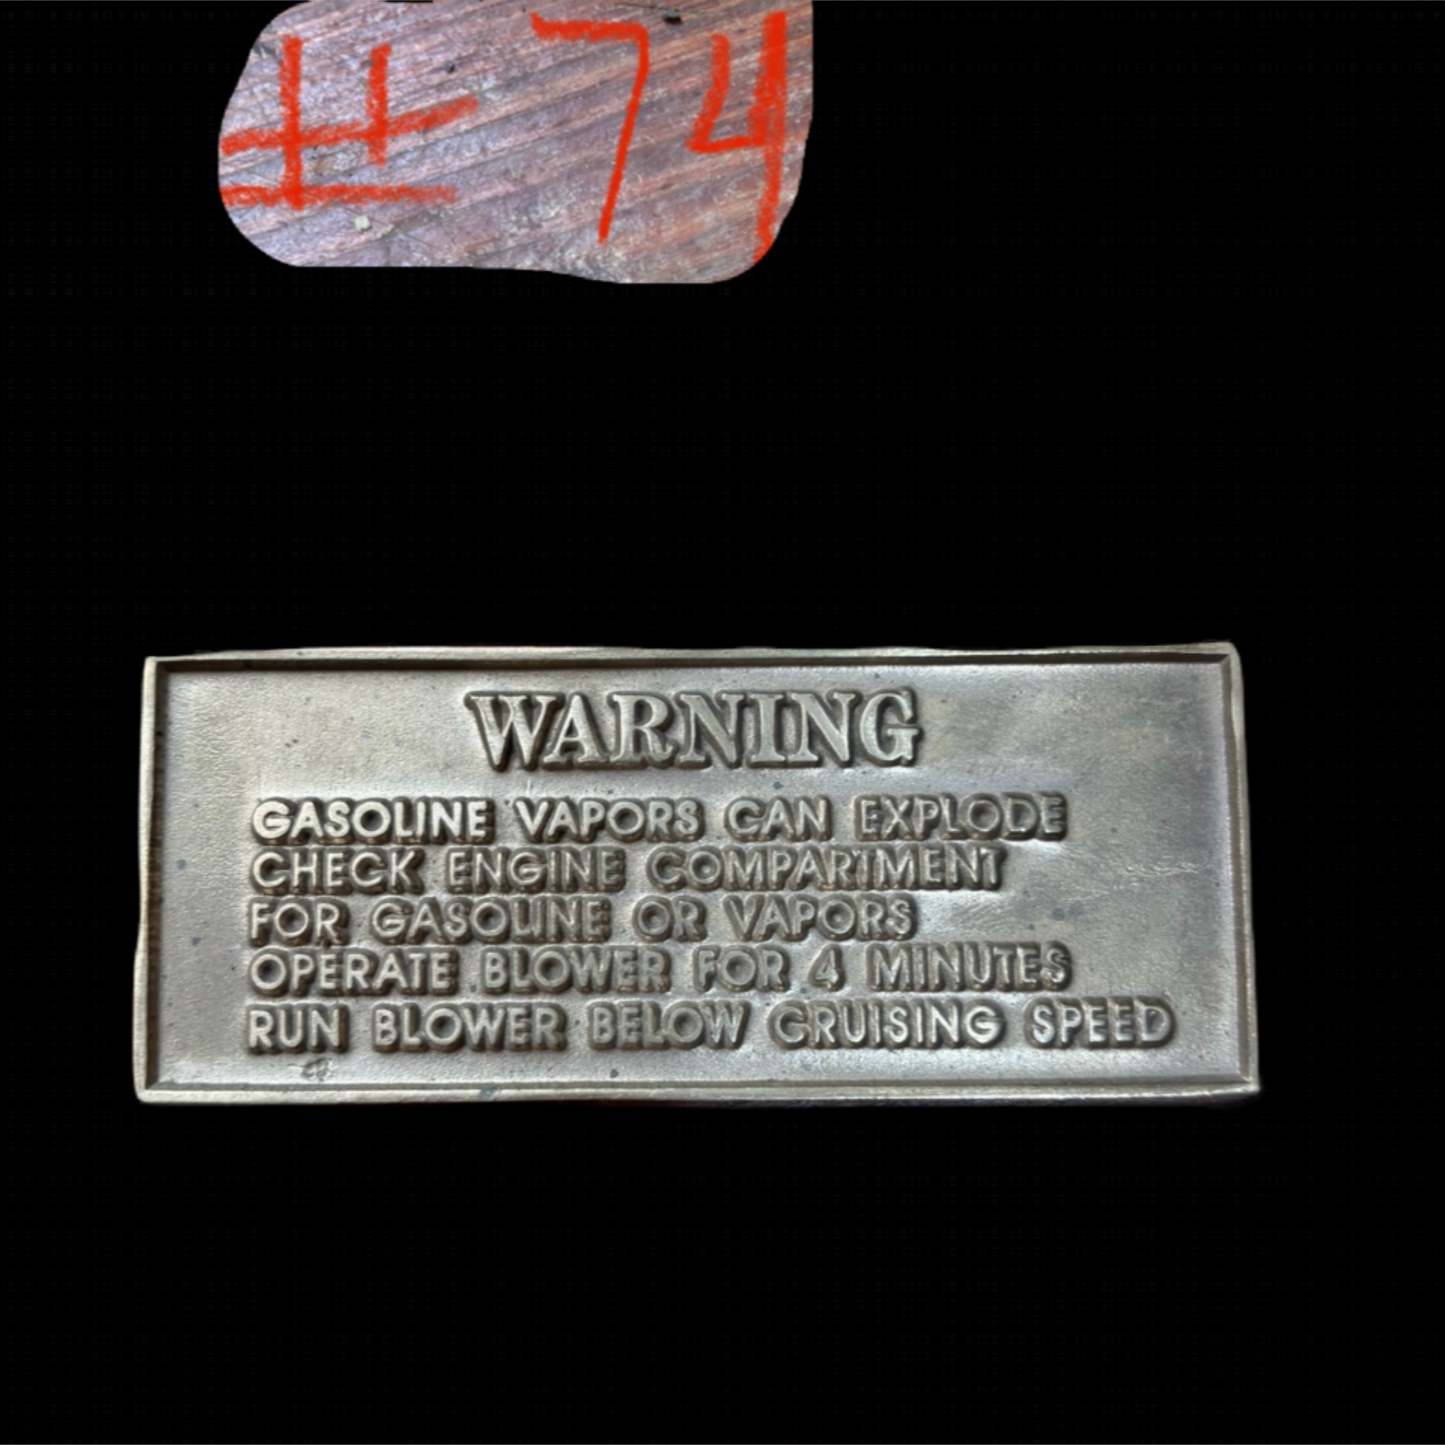 # 74
WARNING
GASOLINE VAPORS CAN EXPLODE
CHECK ENGINE COMPARTMENT
FOR GASOLINE OR VAPORS
OPERATE BLOWER FOR 4 MINUTES
RUN BLOWER BELOW CRUISING SPEED